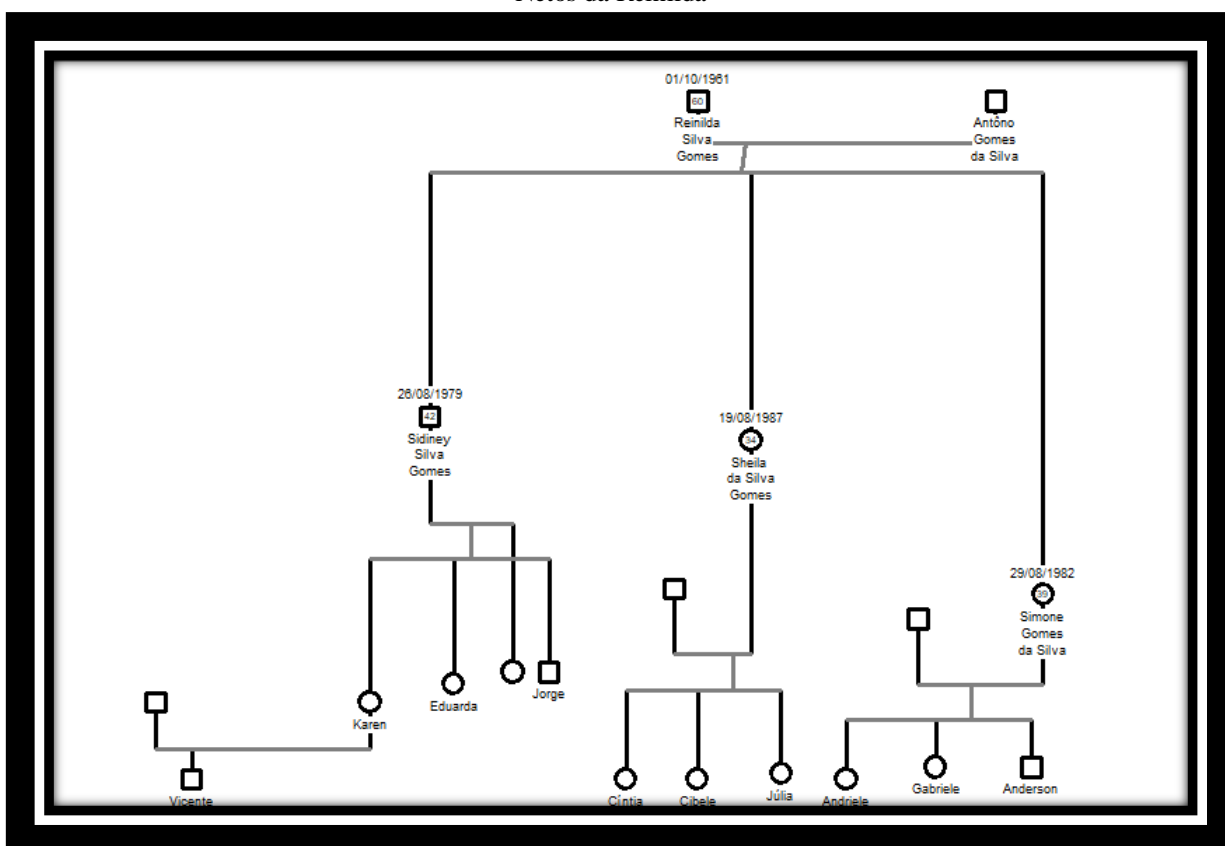 Netos da Reinilda
01/10/1961
60
Reinilda
Silva
Gomes
Antôno
Gomes
da Silva
26/08/1979
42
Sidiney
Silva
Gomes
19/08/1987
34
Sheila
da Silva
Gomes
29/08/1982
39
Simone
Gomes
da Silva
Karen
Eduarda
Jorge
Vicente
Cíntia
Cibele
Júlia
Andriele
Gabriele
Anderson